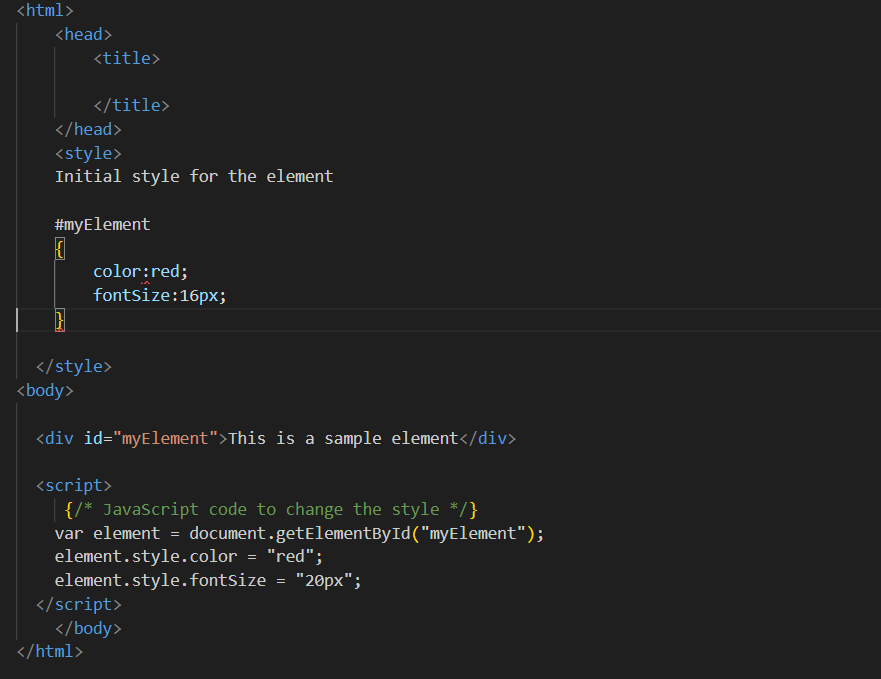 <html>
<head>
<title>
</title>
</head>
<style>
Initial style for the element
#myElement
{
color:red;
fontSize:16px;
}
</style>
<body>
<div id="myElement">This is a sample element</div>
<script>
{/* JavaScript code to change the style */}
var element = document.getElementById("myElement");
element.style.color = "red";
element.style.fontSize = "20px";
</script>
</body>
</html>